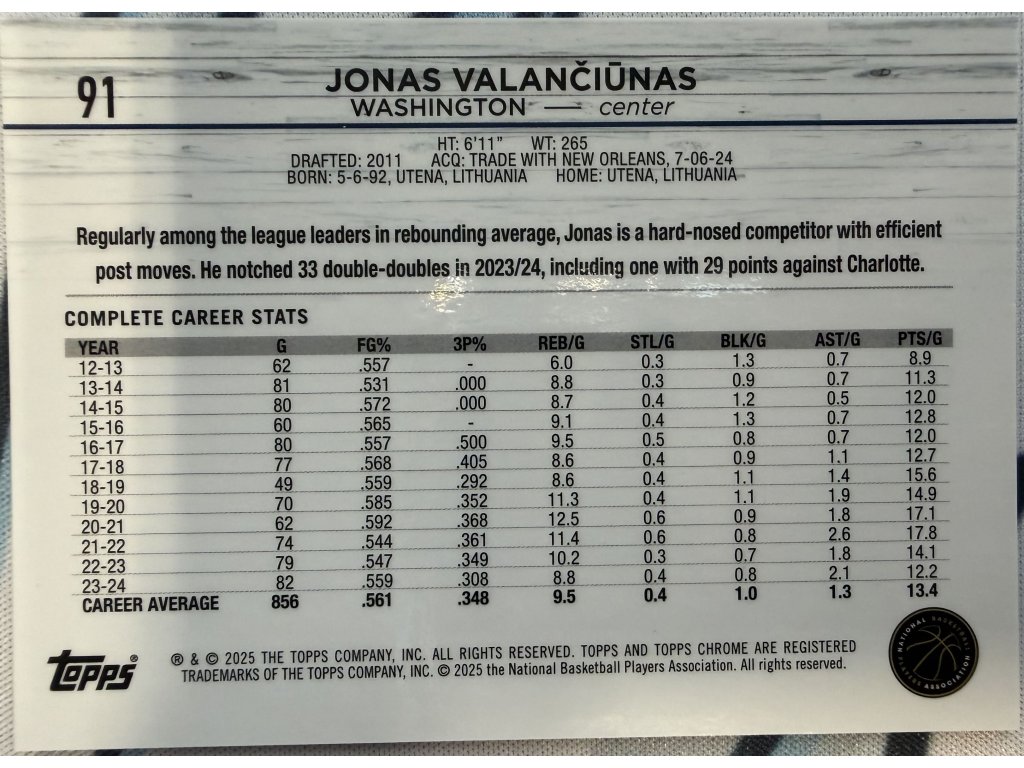 91
JONAS VALANČIŪNAS
WASHINGTON — center
HT: 6'11" WT: 265
DRAFTED: 2011 ACQ: TRADE WITH NEW ORLEANS, 7-06-24
BORN: 5-6-92, UTENA, LITHUANIA HOME: UTENA, LITHUANIA
Regularly among the league leaders in rebounding average, Jonas is a hard-nosed competitor with efficient
post moves. He notched 33 double-doubles in 2023/24, including one with 29 points against Charlotte.
COMPLETE CAREER STATS
YEAR G FG% 3P% REB/G STL/G BLK/G AST/G PTS/G
12-13 62 .557 - 6.0 0.3 1.3 0.7 8.9
13-14 81 .531 .000 8.8 0.3 0.9 0.7 11.3
14-15 80 .572 .000 8.7 0.4 1.2 0.5 12.0
15-16 60 .565 - 9.1 0.4 1.3 0.7 12.8
16-17 80 .557 .500 9.5 0.5 0.8 0.7 12.0
17-18 77 .568 .405 8.6 0.4 0.9 1.1 12.7
18-19 49 .559 .292 8.6 0.4 1.1 1.4 15.6
19-20 70 .585 .352 11.3 0.4 1.1 1.9 14.9
20-21 62 .592 .368 12.5 0.6 0.9 1.8 17.1
21-22 74 .544 .361 11.4 0.6 0.8 2.6 17.8
22-23 79 .547 .349 10.2 0.3 0.7 1.8 14.1
23-24 82 .559 .308 8.8 0.4 0.8 2.1 12.2
CAREER AVERAGE 856 .561 .348 9.5 0.4 1.0 1.3 13.4
topps®
® & © 2025 THE TOPPS COMPANY, INC. ALL RIGHTS RESERVED. TOPPS AND TOPPS CHROME ARE REGISTERED
TRADEMARKS OF THE TOPPS COMPANY, INC. © 2025 the National Basketball Players Association. All rights reserved.
NATIONAL BASKETBALL PLAYERS ASSOCIATION